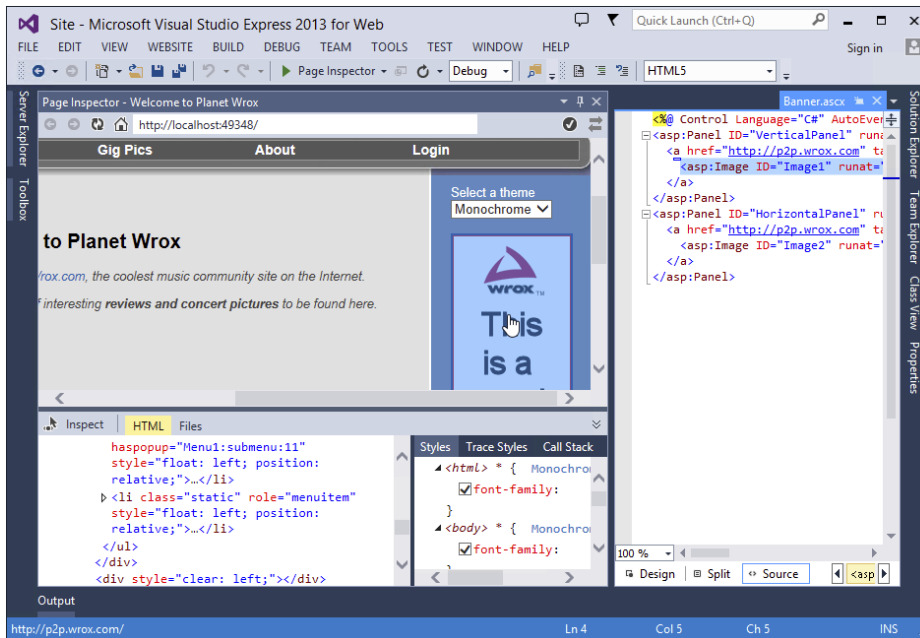 Site - Microsoft Visual Studio Express 2013 for Web
Quick Launch (Ctrl+Q)
FILE EDIT VIEW WEBSITE BUILD DEBUG TEAM TOOLS TEST WINDOW HELP
Sign in
Page Inspector
Debug
HTML5
Server Explorer
Toolbox
Page Inspector - Welcome to Planet Wrox
http://localhost:49348/
Gig Pics About Login
Select a theme
Monochrome
to Planet Wrox
rox.com, the coolest music community site on the Internet.
interesting reviews and concert pictures to be found here.
wrox™
This
is a
Inspect HTML Files
haspopup="Menu1:submenu:11"
style="float: left; position:
relative;">…</li>
<li class="static" role="menuitem"
style="float: left; position:
relative;">…</li>
</ul>
</div>
<div style="clear: left;"></div>
Styles Trace Styles Call Stack
<html> * { Monochro
font-family:
}
<body> * { Monochro
font-family:
Banner.ascx
<%@ Control Language="C#" AutoEven
<asp:Panel ID="VerticalPanel" runa
<a href="http://p2p.wrox.com" ta
<asp:Image ID="Image1" runat="
</a>
</asp:Panel>
<asp:Panel ID="HorizontalPanel" ru
<a href="http://p2p.wrox.com" ta
<asp:Image ID="Image2" runat="
</a>
</asp:Panel>
100 %
Design Split Source <asp
Solution Explorer
Team Explorer
Class View
Properties
Output
http://p2p.wrox.com/ Ln 4 Col 5 Ch 5 INS